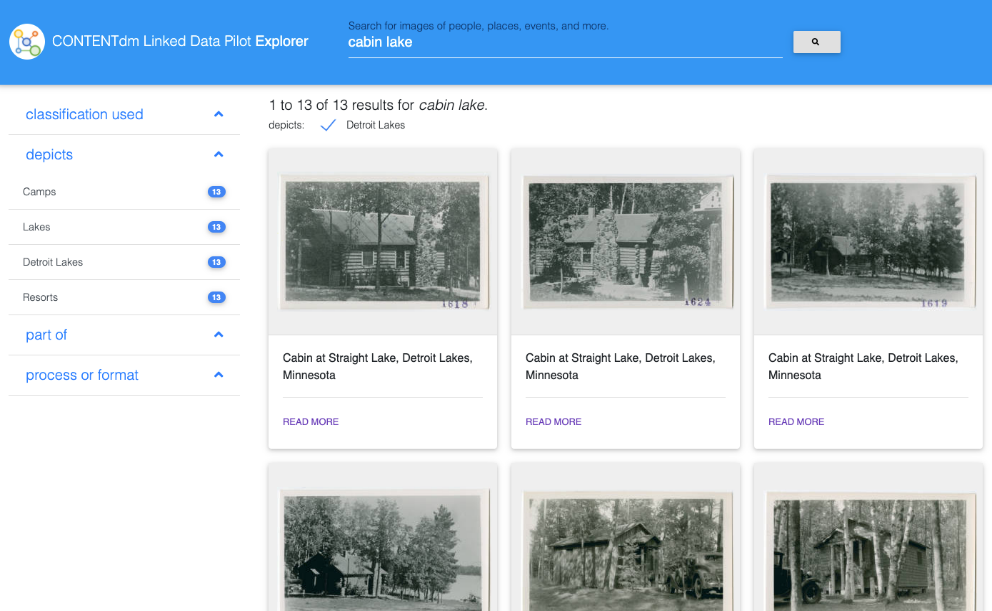 CONTENTdm Linked Data Pilot Explorer
Search for images of people, places, events, and more.
cabin lake
classification used
depicts
Camps 13
Lakes 13
Detroit Lakes 13
Resorts 13
part of
process or format
1 to 13 of 13 results for cabin lake.
depicts: Detroit Lakes
1618
Cabin at Straight Lake, Detroit Lakes,
Minnesota
READ MORE
1624
Cabin at Straight Lake, Detroit Lakes,
Minnesota
READ MORE
1619
Cabin at Straight Lake, Detroit Lakes,
Minnesota
READ MORE